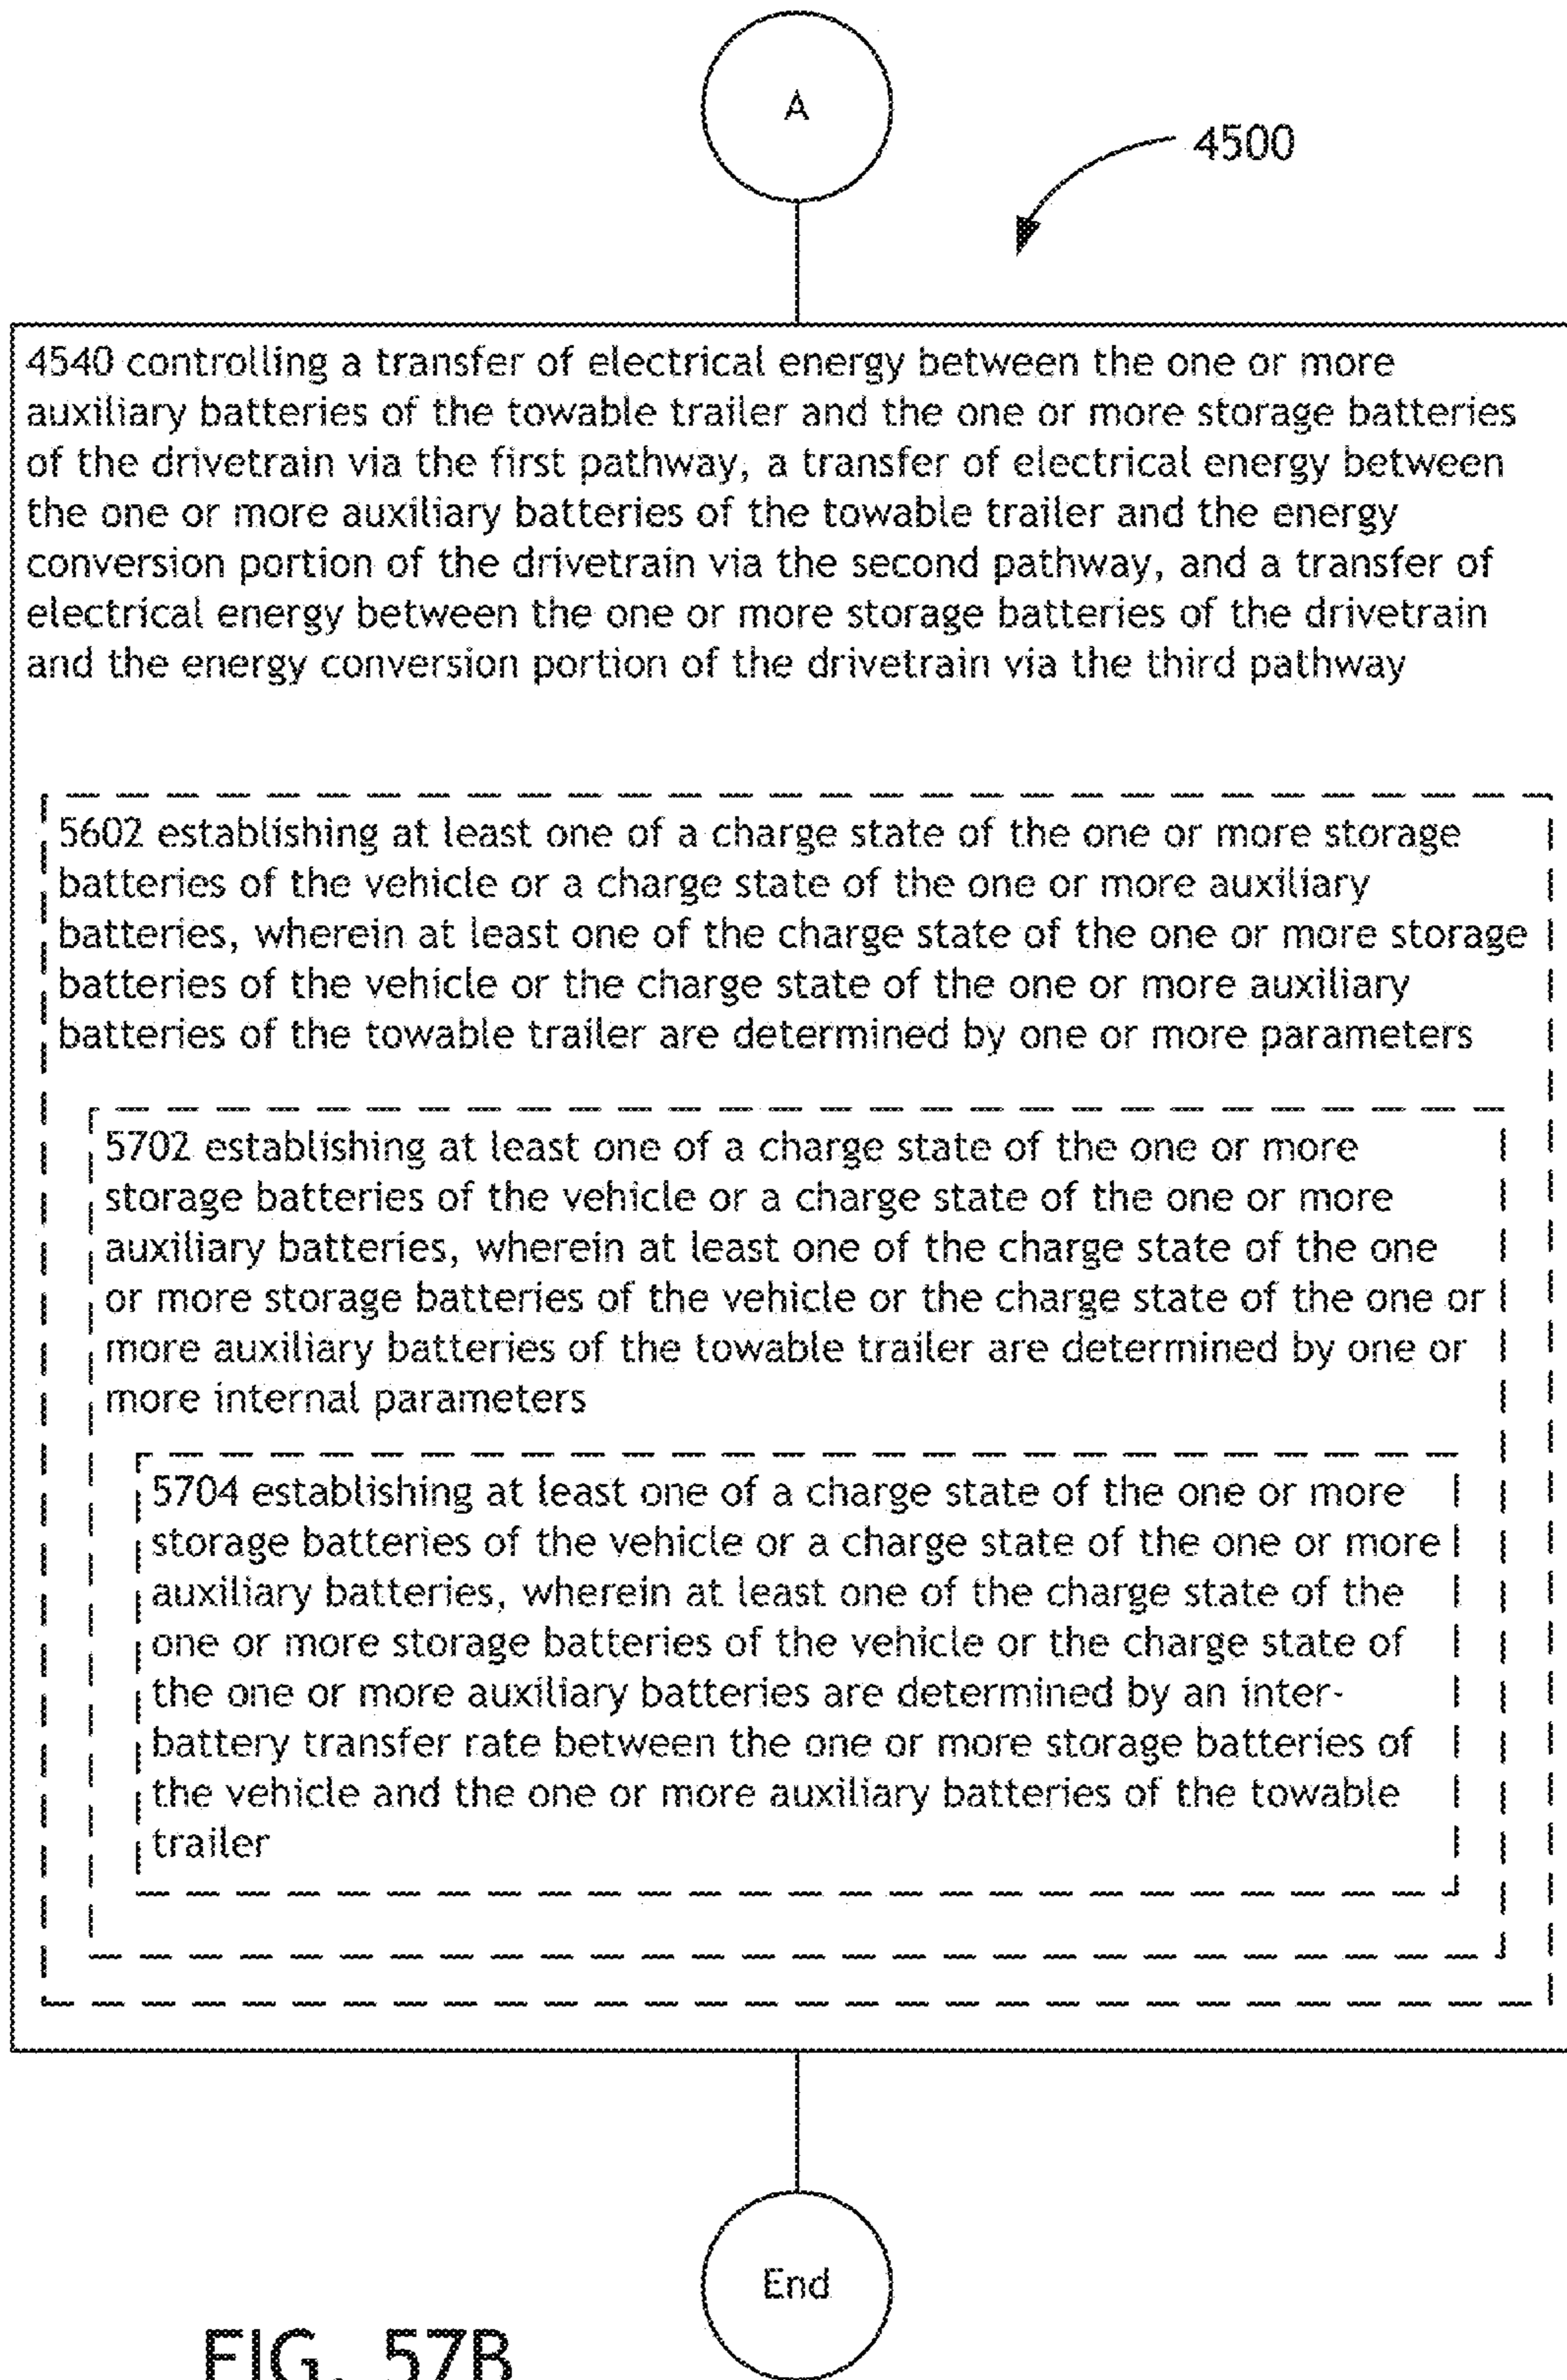 A
4500
4540 controlling a transfer of electrical energy between the one or more
auxiliary batteries of the towable trailer and the one or more storage batteries
of the drivetrain via the first pathway, a transfer of electrical energy between
the one or more auxiliary batteries of the towable trailer and the energy
conversion portion of the drivetrain via the second pathway, and a transfer of
electrical energy between the one or more storage batteries of the drivetrain
and the energy conversion portion of the drivetrain via the third pathway
5602 establishing at least one of a charge state of the one or more storage
batteries of the vehicle or a charge state of the one or more auxiliary
batteries, wherein at least one of the charge state of the one or more storage
batteries of the vehicle or the charge state of the one or more auxiliary
batteries of the towable trailer are determined by one or more parameters
5702 establishing at least one of a charge state of the one or more
storage batteries of the vehicle or a charge state of the one or more
auxiliary batteries, wherein at least one of the charge state of the one
or more storage batteries of the vehicle or the charge state of the one or
more auxiliary batteries of the towable trailer are determined by one or
more internal parameters
5704 establishing at least one of a charge state of the one or more
storage batteries of the vehicle or a charge state of the one or more
auxiliary batteries, wherein at least one of the charge state of the
one or more storage batteries of the vehicle or the charge state of
the one or more auxiliary batteries are determined by an inter-
battery transfer rate between the one or more storage batteries of
the vehicle and the one or more auxiliary batteries of the towable
trailer
End
FIG. 57B